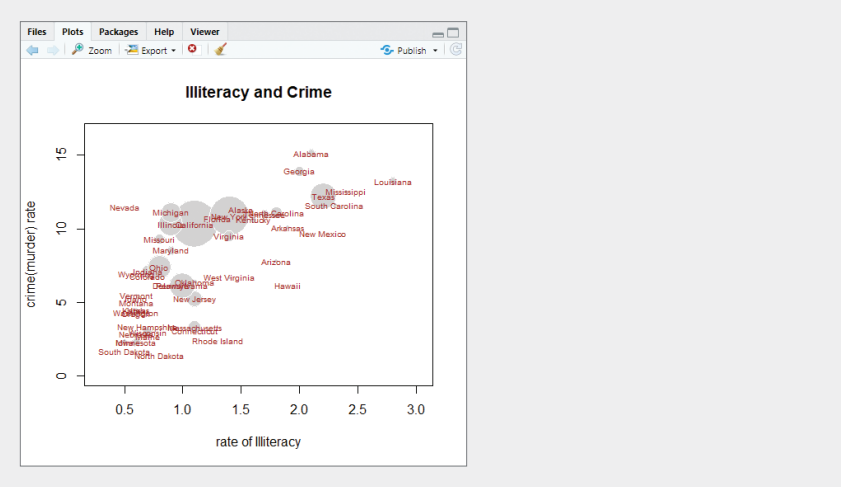 Files Plots Packages Help Viewer
Zoom Export Publish
Illiteracy and Crime
crime(murder) rate
15
10
5
0
Alabama
Georgia
Louisiana
Mississippi
Texas
South Carolina
Nevada
Michigan
Alaska
North Carolina
Tennessee
New York
Florida
Kentucky
Illinois
California
Arkansas
New Mexico
Virginia
Missouri
Maryland
Arizona
Ohio
Indiana
Wyoming
Colorado
West Virginia
Oklahoma
Pennsylvania
Hawaii
Vermont
Montana
New Jersey
New Hampshire
Massachusetts
Connecticut
Wisconsin
Maine
Rhode Island
Minnesota
South Dakota
North Dakota
0.5 1.0 1.5 2.0 2.5 3.0
rate of Illiteracy